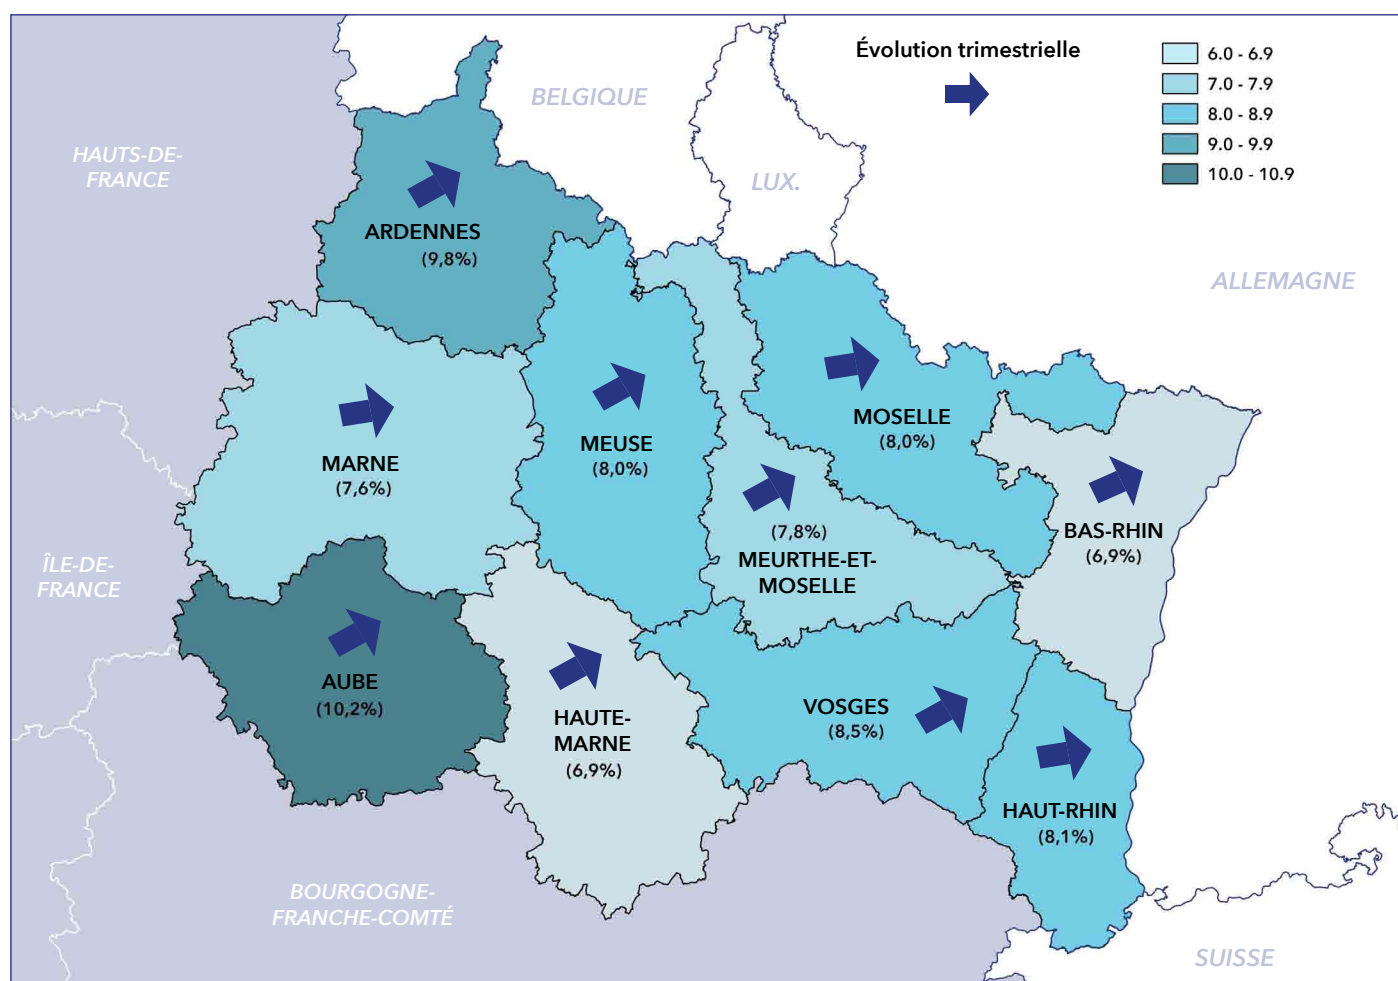 Évolution trimestrielle
6.0 - 6.9
7.0 - 7.9
8.0 - 8.9
9.0 - 9.9
10.0 - 10.9
BELGIQUE
HAUTS-DE-
FRANCE
LUX.
ALLEMAGNE
ARDENNES
(9,8%)
MARNE
(7,6%)
MEUSE
(8,0%)
MOSELLE
(8,0%)
(7,8%)
MEURTHE-ET-
MOSELLE
BAS-RHIN
(6,9%)
ÎLE-DE-
FRANCE
AUBE
(10,2%)
HAUTE-
MARNE
(6,9%)
VOSGES
(8,5%)
HAUT-RHIN
(8,1%)
BOURGOGNE-
FRANCHE-COMTÉ
SUISSE